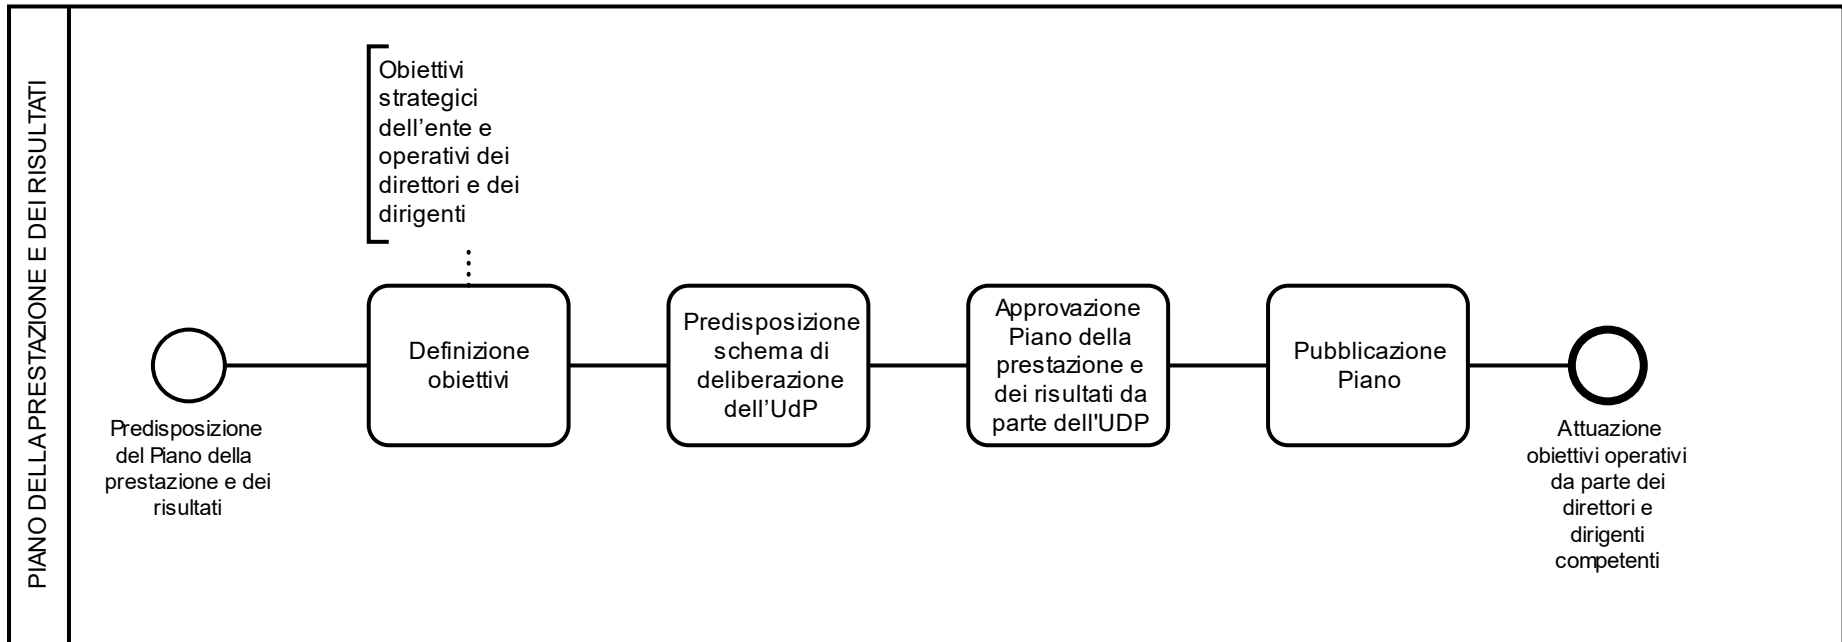 PIANO DELLA PRESTAZIONE E DEI RISULTATI
Obiettivi
strategici
dell’ente e
operativi dei
direttori e dei
dirigenti
Predisposizione
del Piano della
prestazione e dei
risultati
Definizione
obiettivi
Predisposizione
schema di
deliberazione
dell’UdP
Approvazione
Piano della
prestazione e
dei risultati da
parte dell'UDP
Pubblicazione
Piano
Attuazione
obiettivi operativi
da parte dei
direttori e
dirigenti
competenti